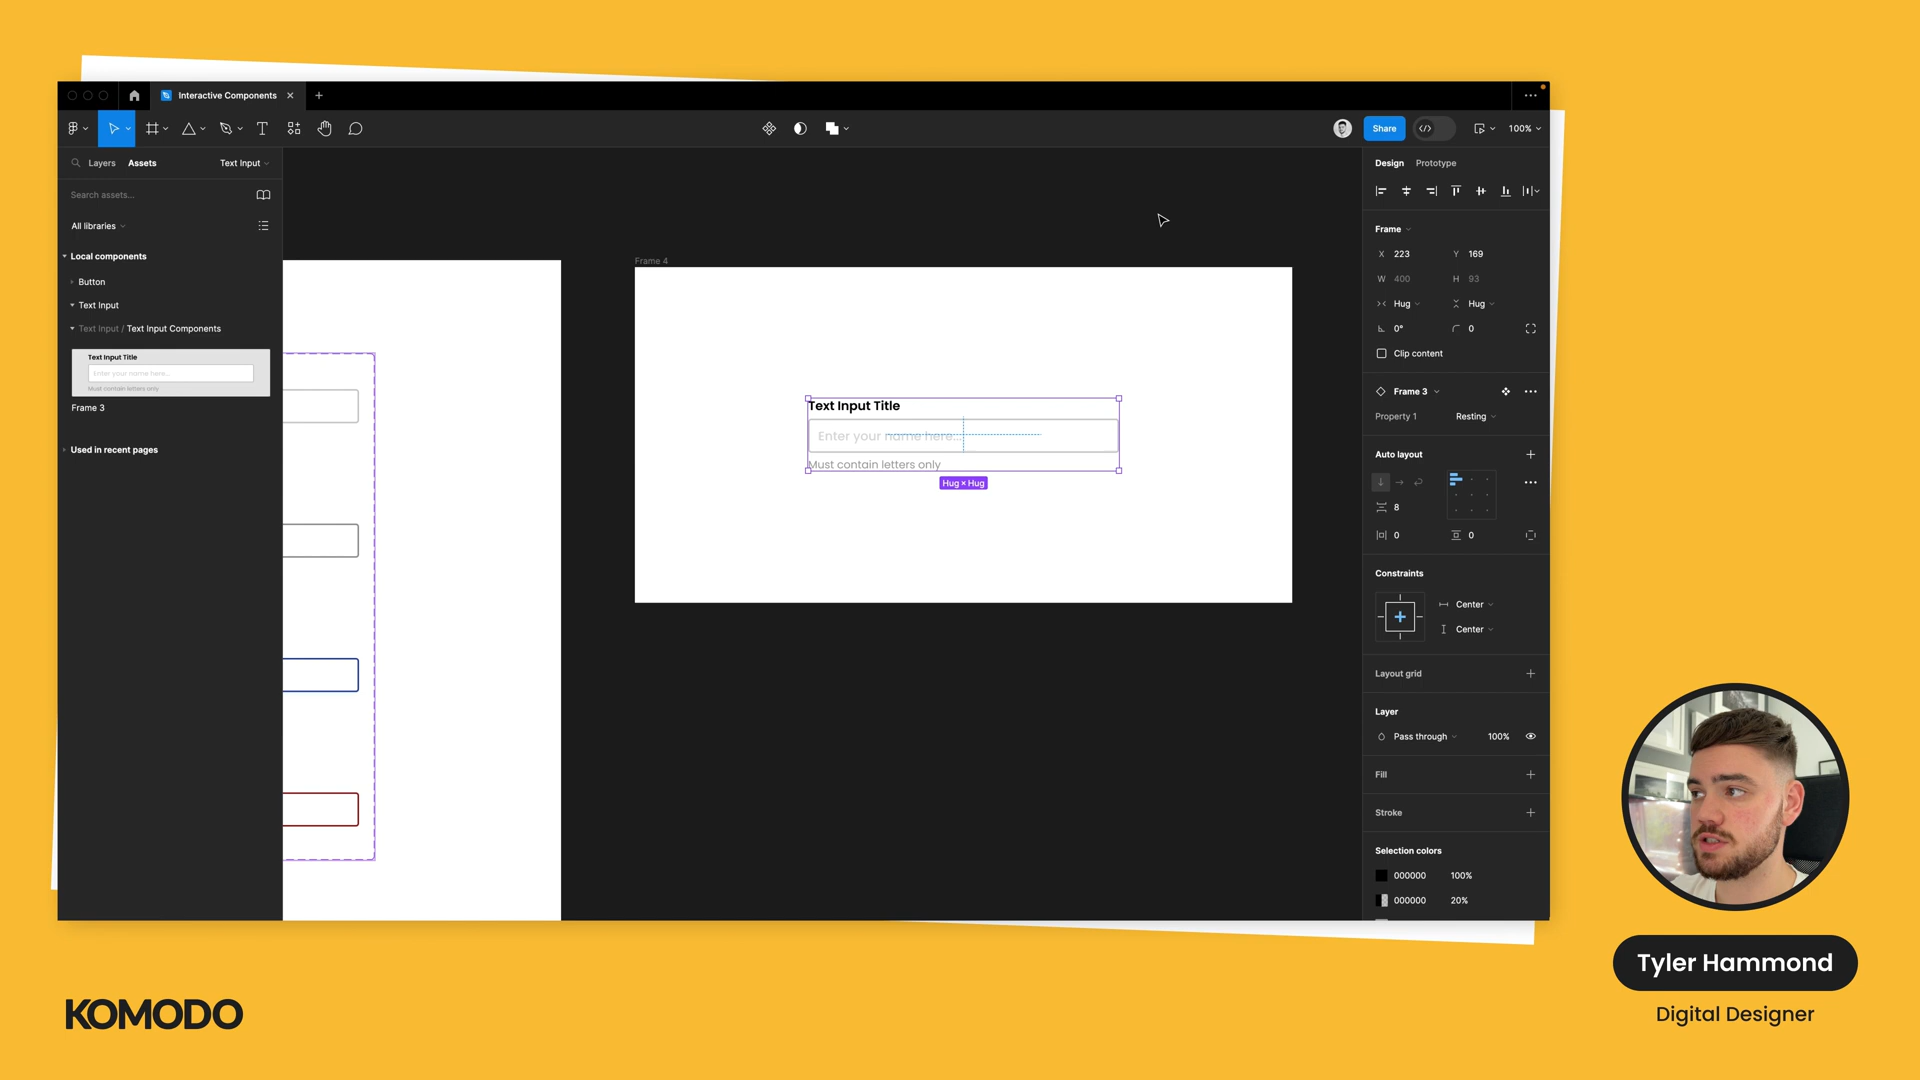 Interactive Components
Share
100%
Layers
Assets
Text Input
Search assets...
All libraries
Local components
Button
Text Input
Text Input / Text Input Components
Text Input Title
Enter your name here...
Must contain letters only
Frame 3
Used in recent pages
Frame 4
Text Input Title
Enter your name here...
Must contain letters only
Hug × Hug
Design
Prototype
Frame
X 223
Y 169
W 400
H 93
Hug
Hug
0°
0
Clip content
Frame 3
Property 1
Resting
Auto layout
8
0
0
Constraints
Center
Center
Layout grid
Layer
Pass through
100%
Fill
Stroke
Selection colors
000000 100%
000000 20%
Tyler Hammond
Digital Designer
KOMODO